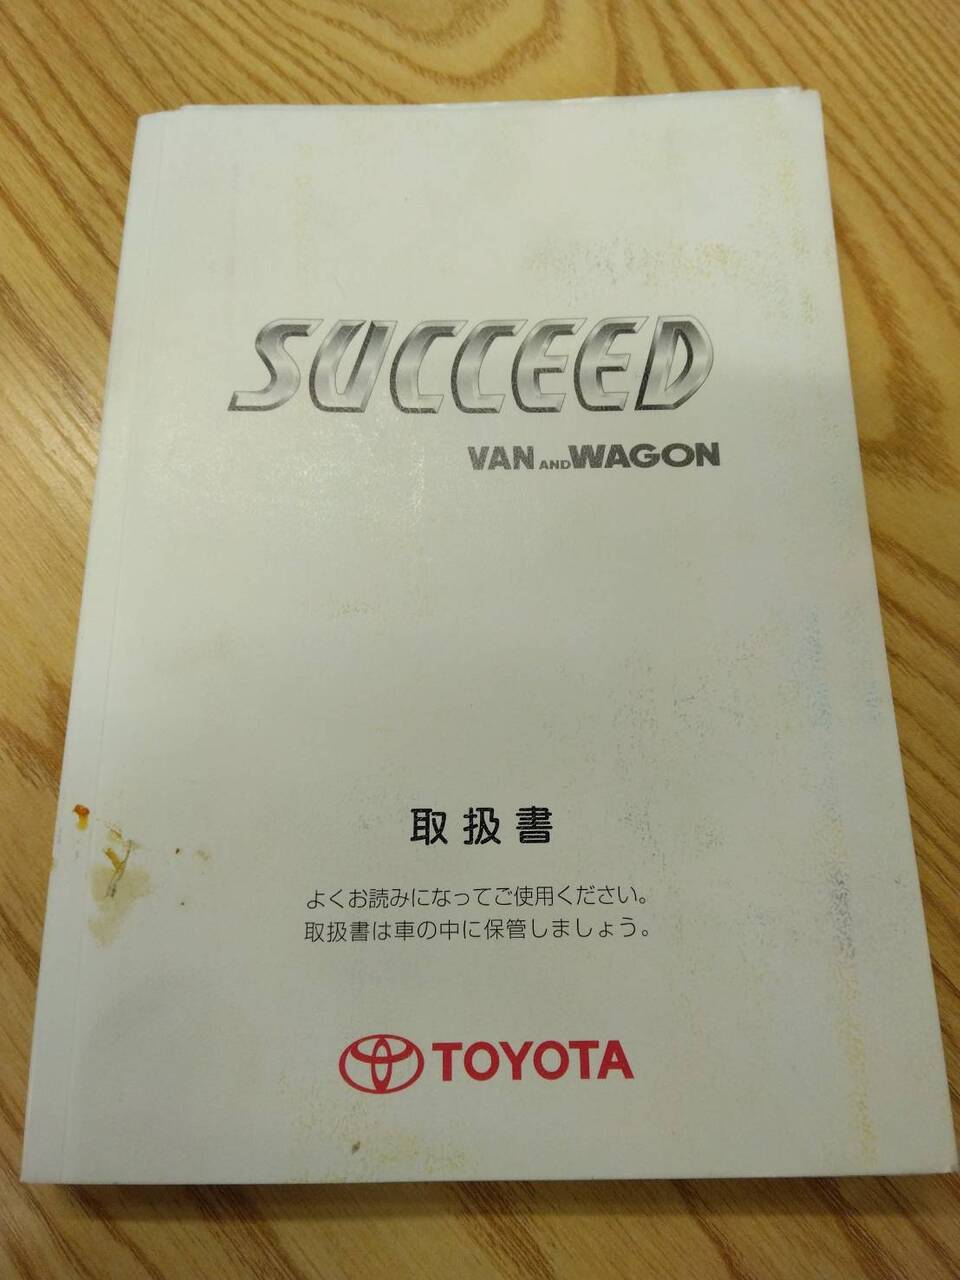 SUCCEED
VAN AND WAGON
取扱書
よくお読みになってご使用ください。
取扱書は車の中に保管しましょう。
TOYOTA